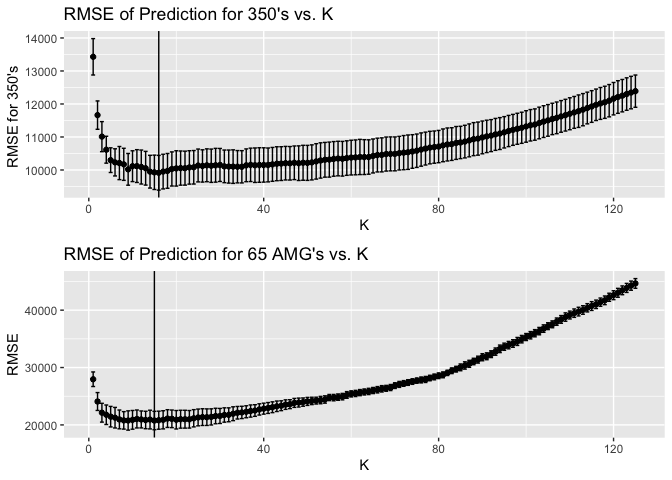 RMSE of Prediction for 350's vs. K
14000
13000
12000
11000
10000
RMSE for 350's
0 40 80 120
K
RMSE of Prediction for 65 AMG's vs. K
40000
30000
20000
RMSE
0 40 80 120
K